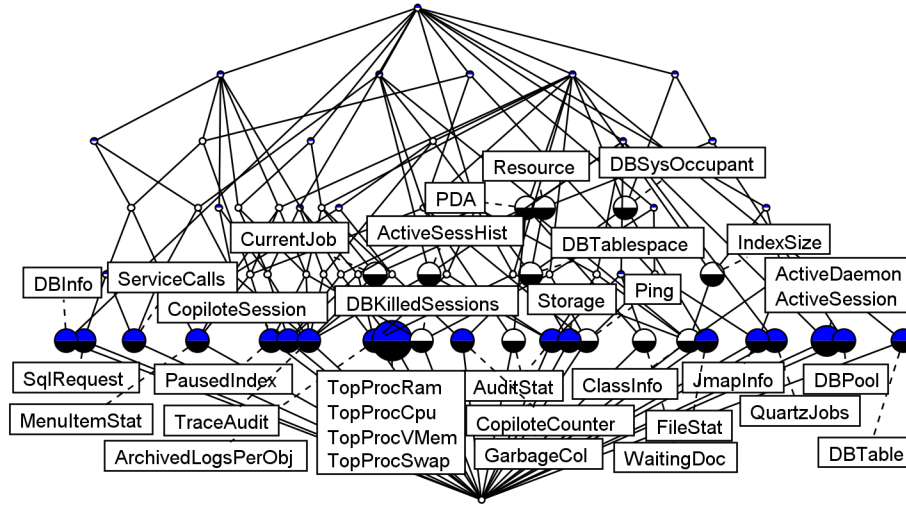 Resource
DBSysOccupant
PDA
CurrentJob
ActiveSessHist
DBTablespace
IndexSize
DBInfo
ServiceCalls
CopiloteSession
DBKilledSessions
Storage
Ping
ActiveDaemon
ActiveSession
SqlRequest
PausedIndex
TopProcRam
TopProcCpu
TopProcVMem
TopProcSwap
AuditStat
ClassInfo
JmapInfo
DBPool
MenuItemStat
TraceAudit
CopiloteCounter
FileStat
QuartzJobs
ArchivedLogsPerObj
GarbageCol
WaitingDoc
DBTable